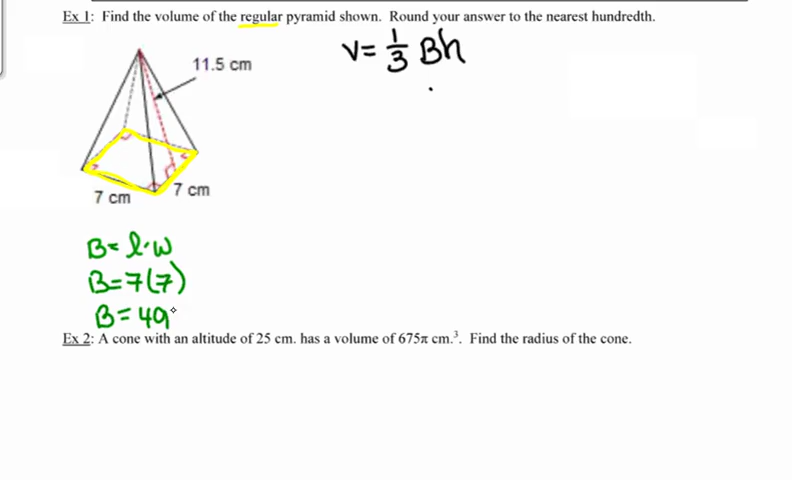 Ex 1: Find the volume of the regular pyramid shown. Round your answer to the nearest hundredth.
V = 1/3 Bh
11.5 cm
7 cm
7 cm
B = l·w
B = 7(7)
B = 49
Ex 2: A cone with an altitude of 25 cm. has a volume of 675π cm.³. Find the radius of the cone.